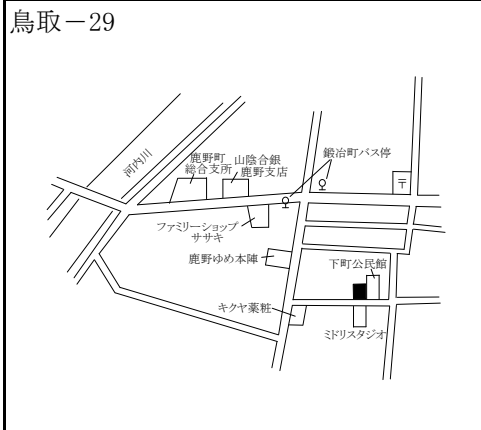 鳥取－29
河内川
鹿野町
総合支所
山陰合銀
鹿野支店
鍛冶町バス停
〒
ファミリーショップ
ササキ
鹿野ゆめ本陣
下町公民館
キクヤ薬粧
ミドリスタジオ